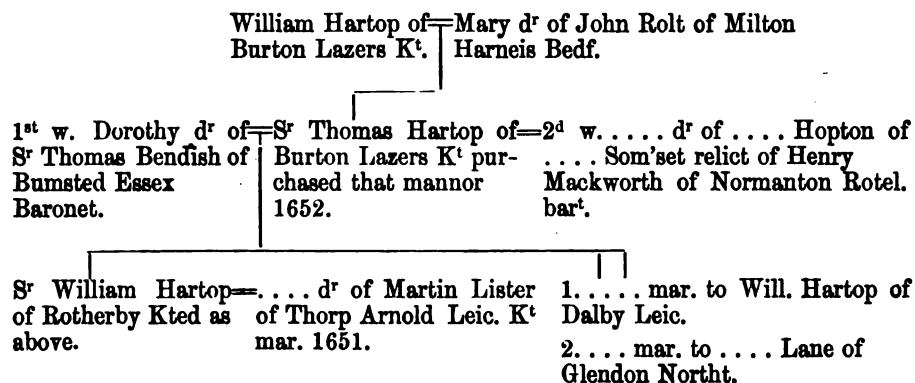 William Hartop of=Mary dʳ of John Rolt of Milton
Burton Lazers Kᵗ. Harneis Bedf.
1ˢᵗ w. Dorothy dʳ of=Sʳ Thomas Hartop of=2ᵈ w. . . . . dʳ of . . . . Hopton of
Sʳ Thomas Bendish of Burton Lazers Kᵗ pur- . . . . Som'set relict of Henry
Bumsted Essex chased that mannor Mackworth of Normanton Rotel.
Baronet. 1652. barᵗ.
Sʳ William Hartop=. . . . dʳ of Martin Lister 1. . . . . mar. to Will. Hartop of
of Rotherby Kted as of Thorp Arnold Leic. Kᵗ Dalby Leic.
above. mar. 1651. 2. . . . mar. to . . . . Lane of
Glendon Northt.